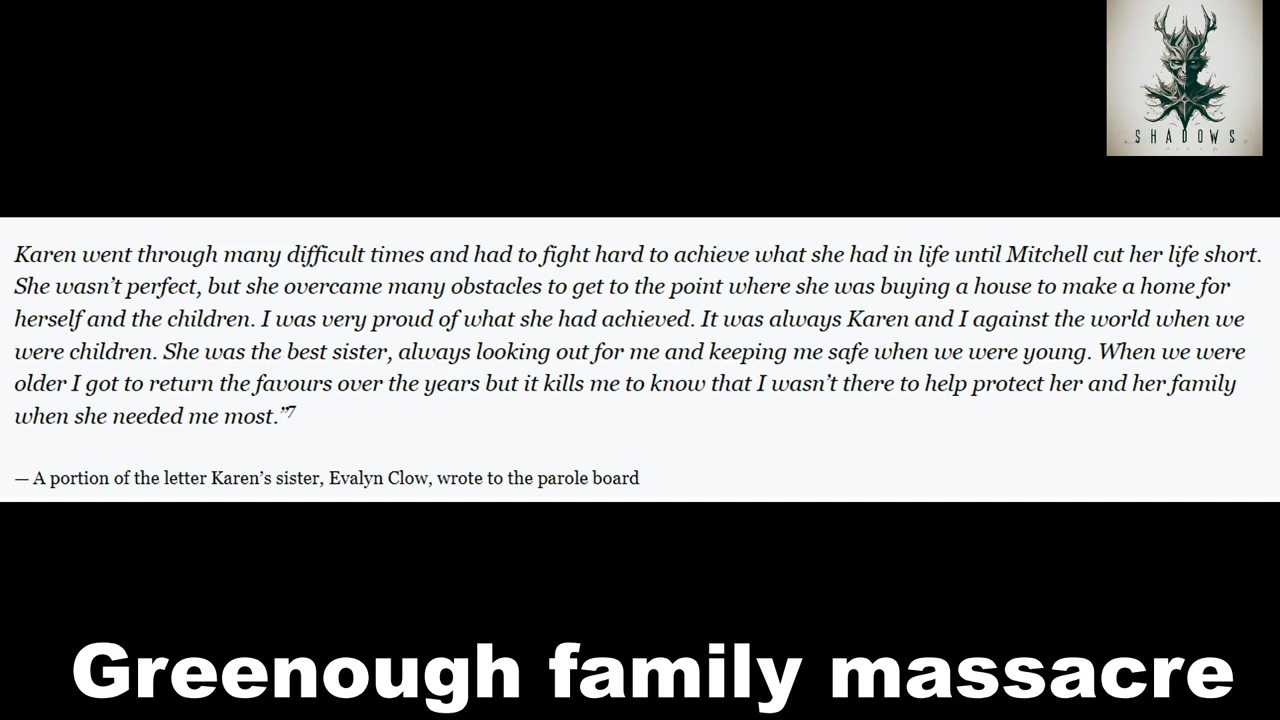 SHADOWS
Karen went through many difficult times and had to fight hard to achieve what she had in life until Mitchell cut her life short.
She wasn’t perfect, but she overcame many obstacles to get to the point where she was buying a house to make a home for
herself and the children. I was very proud of what she had achieved. It was always Karen and I against the world when we
were children. She was the best sister, always looking out for me and keeping me safe when we were young. When we were
older I got to return the favours over the years but it kills me to know that I wasn’t there to help protect her and her family
when she needed me most.”7
— A portion of the letter Karen’s sister, Evalyn Clow, wrote to the parole board
Greenough family massacre